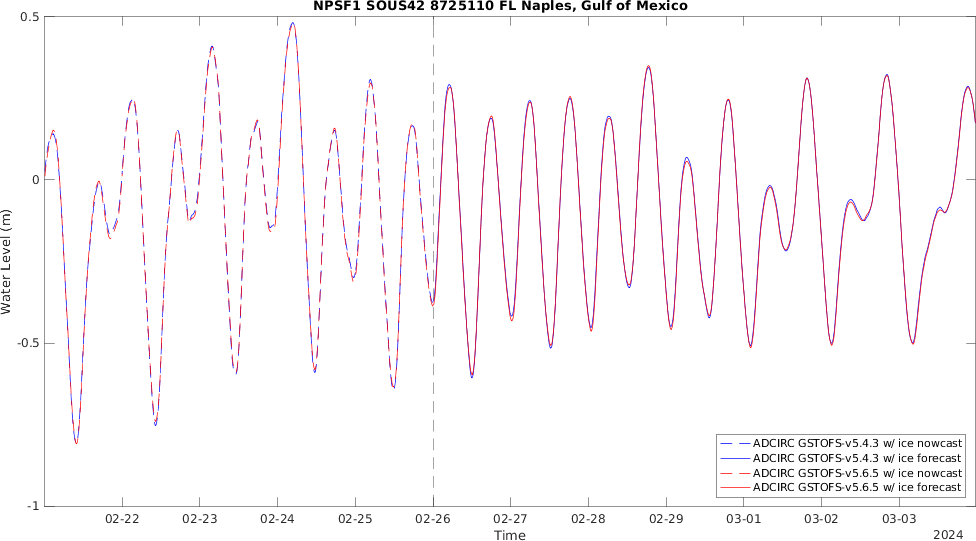 NPSF1 SOUS42 8725110 FL Naples, Gulf of Mexico
0.5
0
-0.5
-1
Water Level (m)
ADCIRC GSTOFS-v5.4.3 w/ ice nowcast
ADCIRC GSTOFS-v5.4.3 w/ ice forecast
ADCIRC GSTOFS-v5.6.5 w/ ice nowcast
ADCIRC GSTOFS-v5.6.5 w/ ice forecast
02-22 02-23 02-24 02-25 02-26 02-27 02-28 02-29 03-01 03-02 03-03
Time
2024